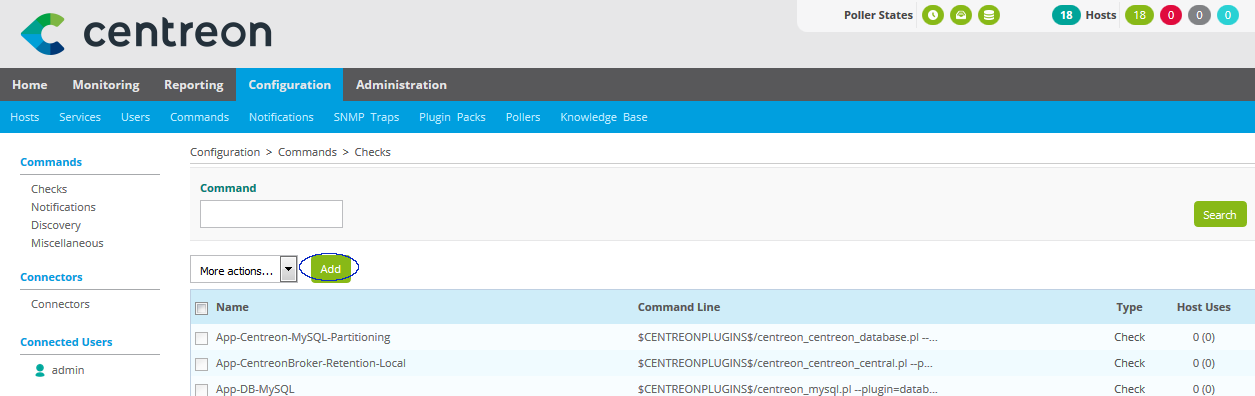 centreon
Poller States 18 Hosts 18 0 0 0
Home Monitoring Reporting Configuration Administration
Hosts Services Users Commands Notifications SNMP Traps Plugin Packs Pollers Knowledge Base
Commands
Checks
Notifications
Discovery
Miscellaneous
Connectors
Connectors
Connected Users
admin
Configuration > Commands > Checks
Command
Search
More actions... Add
Name Command Line Type Host Uses
App-Centreon-MySQL-Partitioning $CENTREONPLUGINS$/centreon_centreon_database.pl --... Check 0 (0)
App-CentreonBroker-Retention-Local $CENTREONPLUGINS$/centreon_centreon_central.pl --p... Check 0 (0)
App-DB-MySQL $CENTREONPLUGINS$/centreon_mysql.pl --plugin=datab... Check 0 (0)